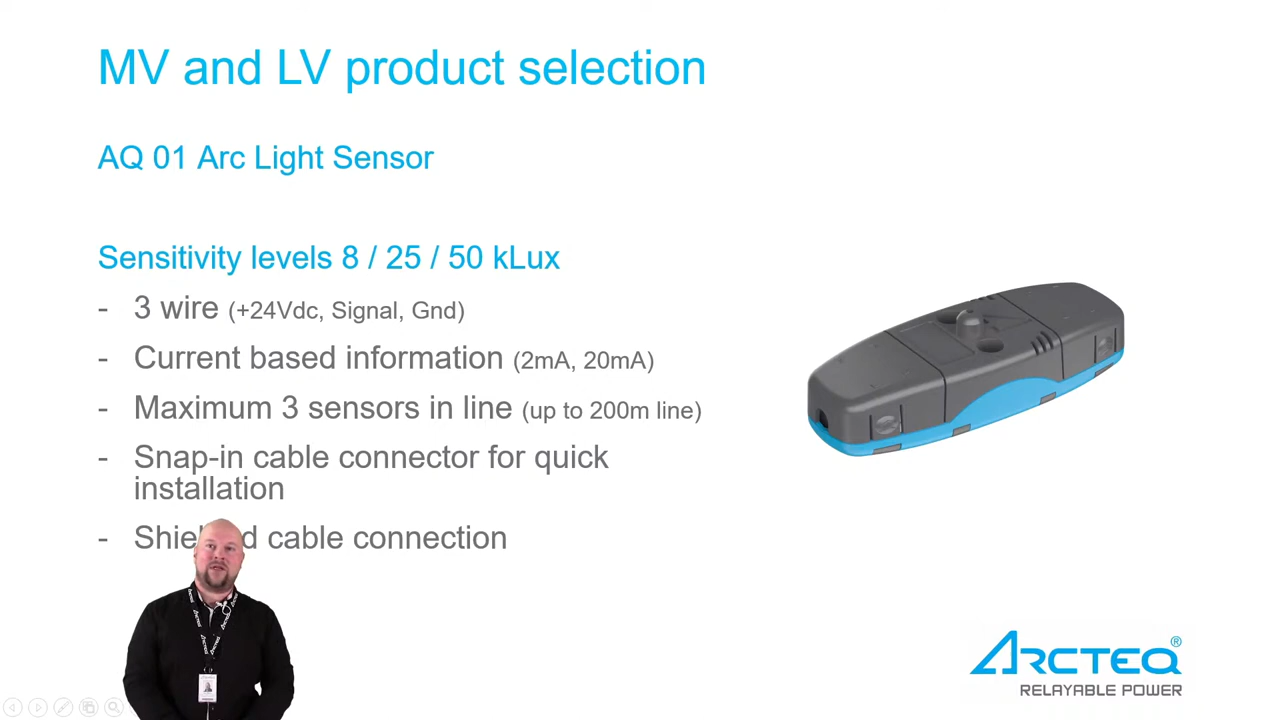 MV and LV product selection
AQ 01 Arc Light Sensor
Sensitivity levels 8 / 25 / 50 kLux
- 3 wire (+24Vdc, Signal, Gnd)
- Current based information (2mA, 20mA)
- Maximum 3 sensors in line (up to 200m line)
- Snap-in cable connector for quick
installation
- Shielded cable connection
ARCTEQ®
RELAYABLE POWER